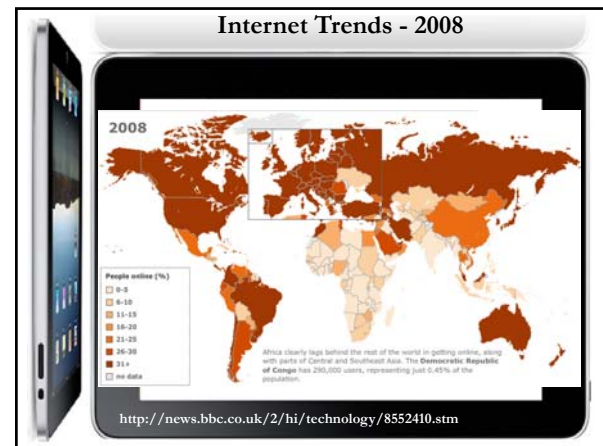 Internet Trends - 2008
2008
People online (%)
0-5
6-10
11-15
16-20
21-25
26-30
31+
no data
Africa clearly lags behind the rest of the world in getting online, along
with parts of Central and Southeast Asia. The Democratic Republic
of Congo has 290,000 users, representing just 0.45% of the
population.
http://news.bbc.co.uk/2/hi/technology/8552410.stm